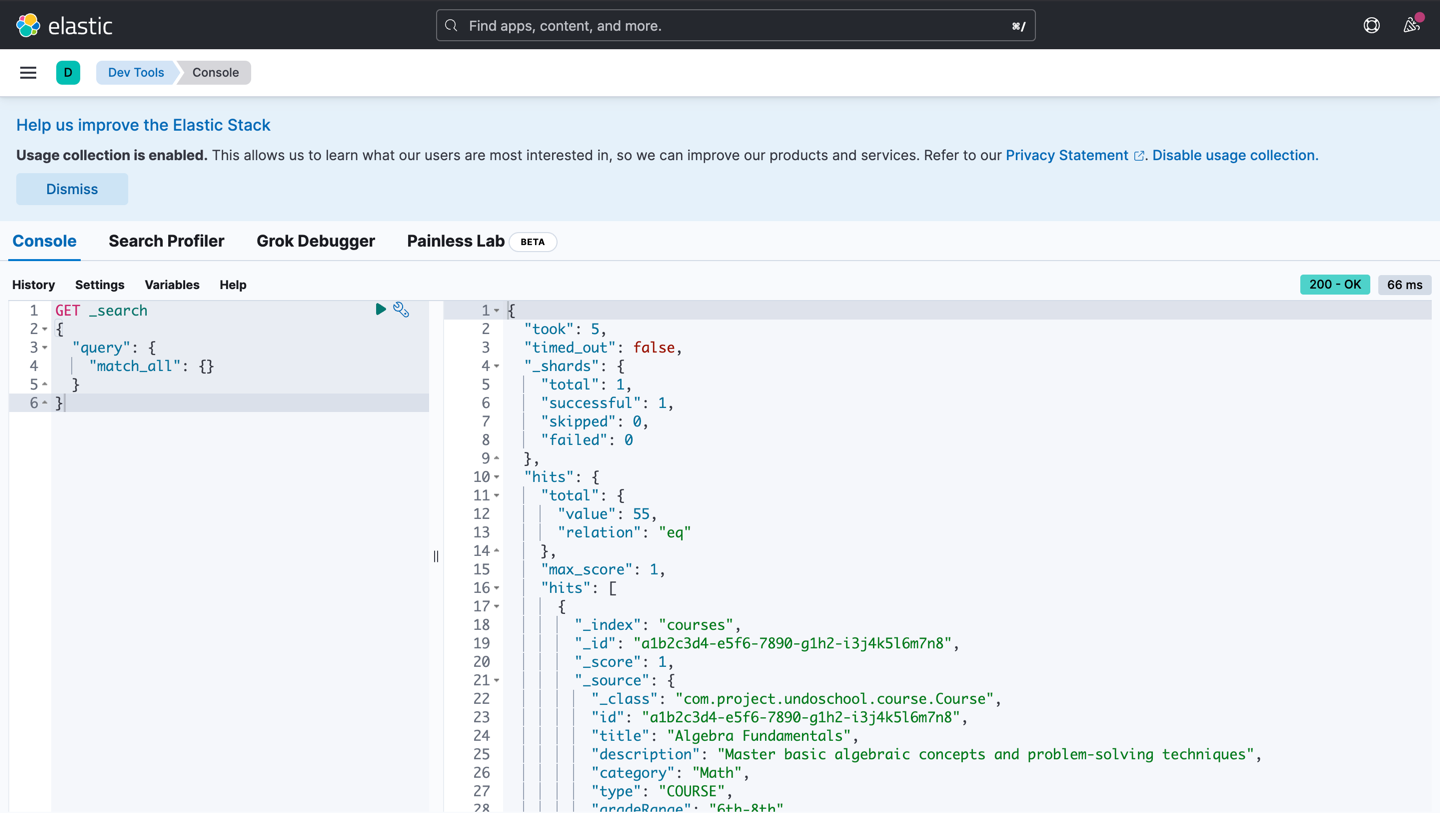 elastic
Find apps, content, and more.
⌘/
D
Dev Tools
Console
Help us improve the Elastic Stack
Usage collection is enabled. This allows us to learn what our users are most interested in, so we can improve our products and services. Refer to our Privacy Statement. Disable usage collection.
Dismiss
Console Search Profiler Grok Debugger Painless Lab BETA
History Settings Variables Help
200 - OK 66 ms
1 GET _search
2 {
3 "query": {
4 "match_all": {}
5 }
6 }
1 {
2 "took": 5,
3 "timed_out": false,
4 "_shards": {
5 "total": 1,
6 "successful": 1,
7 "skipped": 0,
8 "failed": 0
9 },
10 "hits": {
11 "total": {
12 "value": 55,
13 "relation": "eq"
14 },
15 "max_score": 1,
16 "hits": [
17 {
18 "_index": "courses",
19 "_id": "a1b2c3d4-e5f6-7890-g1h2-i3j4k5l6m7n8",
20 "_score": 1,
21 "_source": {
22 "_class": "com.project.undoschool.course.Course",
23 "id": "a1b2c3d4-e5f6-7890-g1h2-i3j4k5l6m7n8",
24 "title": "Algebra Fundamentals",
25 "description": "Master basic algebraic concepts and problem-solving techniques",
26 "category": "Math",
27 "type": "COURSE",
28 "gradeRange": "6th-8th"